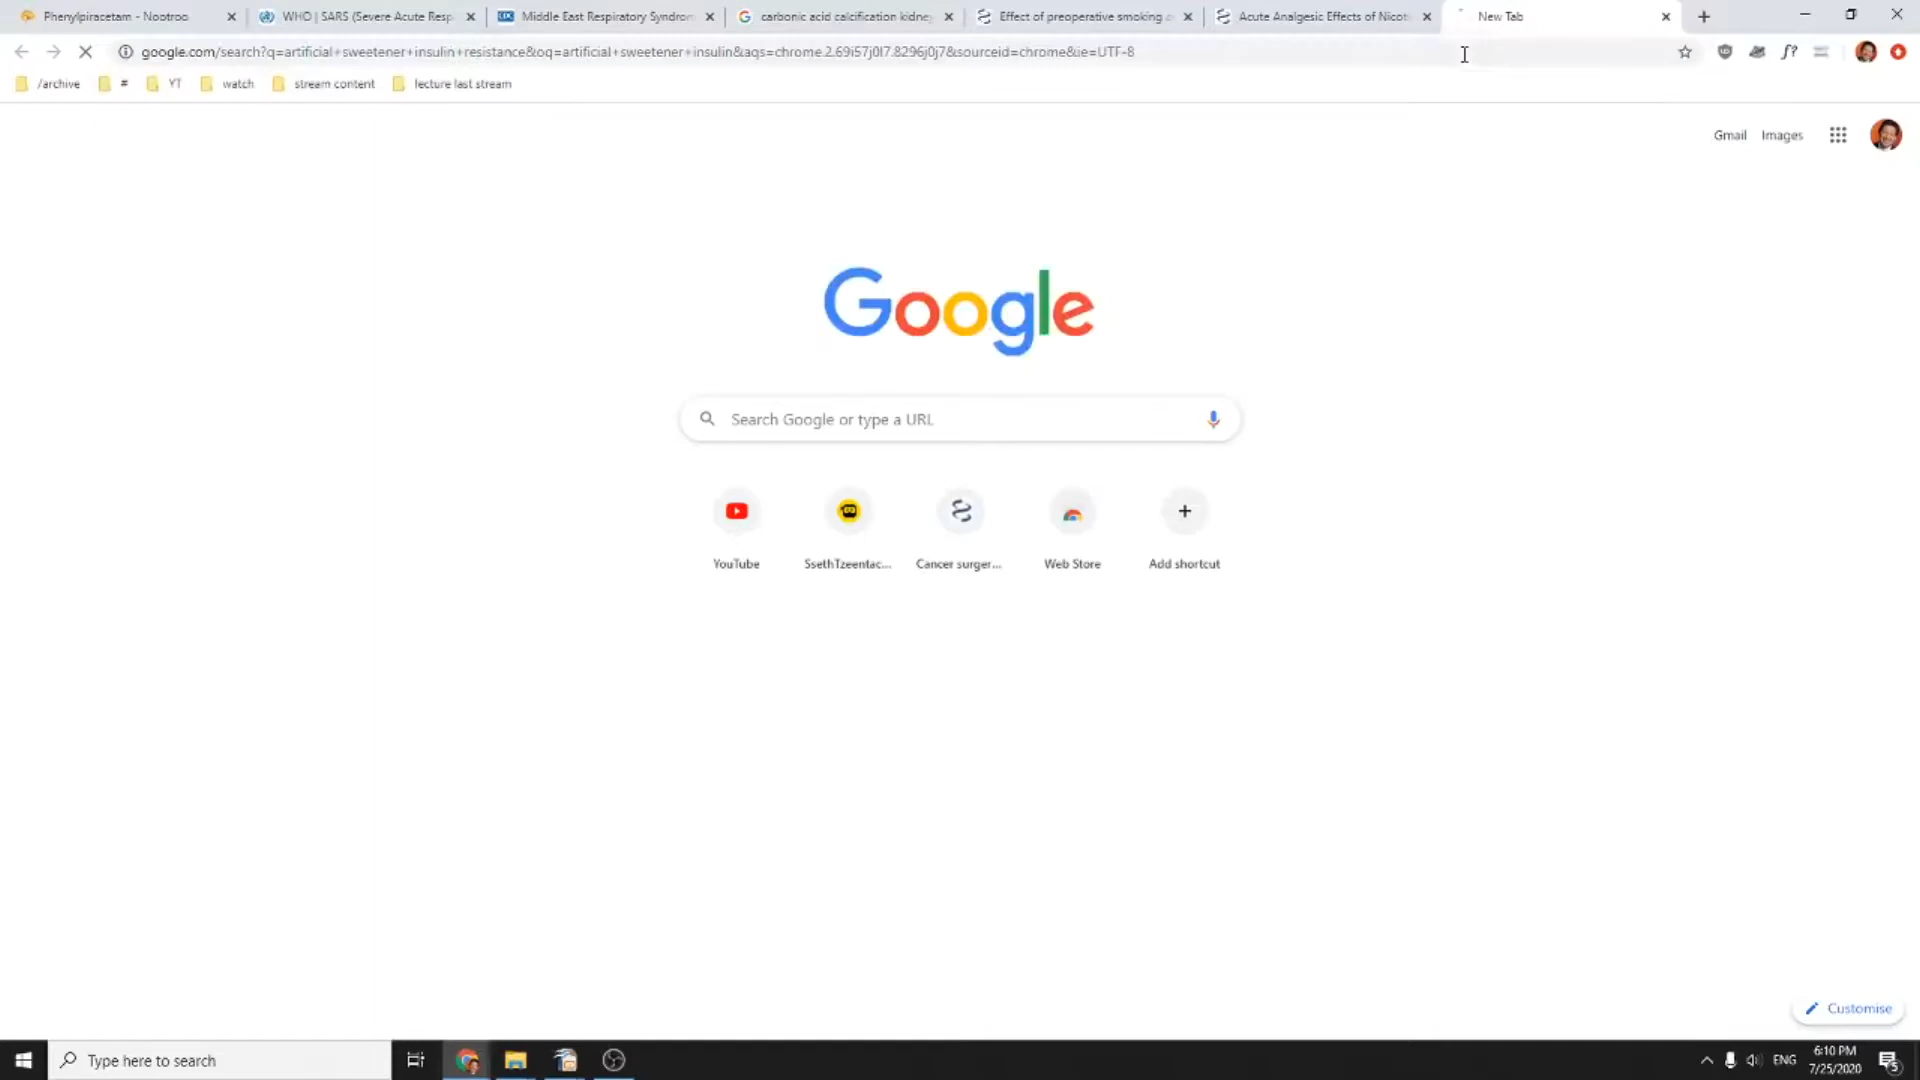 Phenylpiracetam - Nootroo
WHO | SARS (Severe Acute Resp
Middle East Respiratory Syndrom
carbonic acid calcification kidney
Effect of preoperative smoking
Acute Analgesic Effects of Nicot
New Tab
google.com/search?q=artificial+sweetener+insulin+resistance&oq=artificial+sweetener+insulin&aqs=chrome.2.69i57j0l7.8296j0j7&sourceid=chrome&ie=UTF-8
/archive
#
YT
watch
stream content
lecture last stream
Gmail
Images
Google
Search Google or type a URL
YouTube
SsethTzeentac...
Cancer surger...
Web Store
Add shortcut
Customise
Type here to search
ENG
6:10 PM
7/25/2020
5